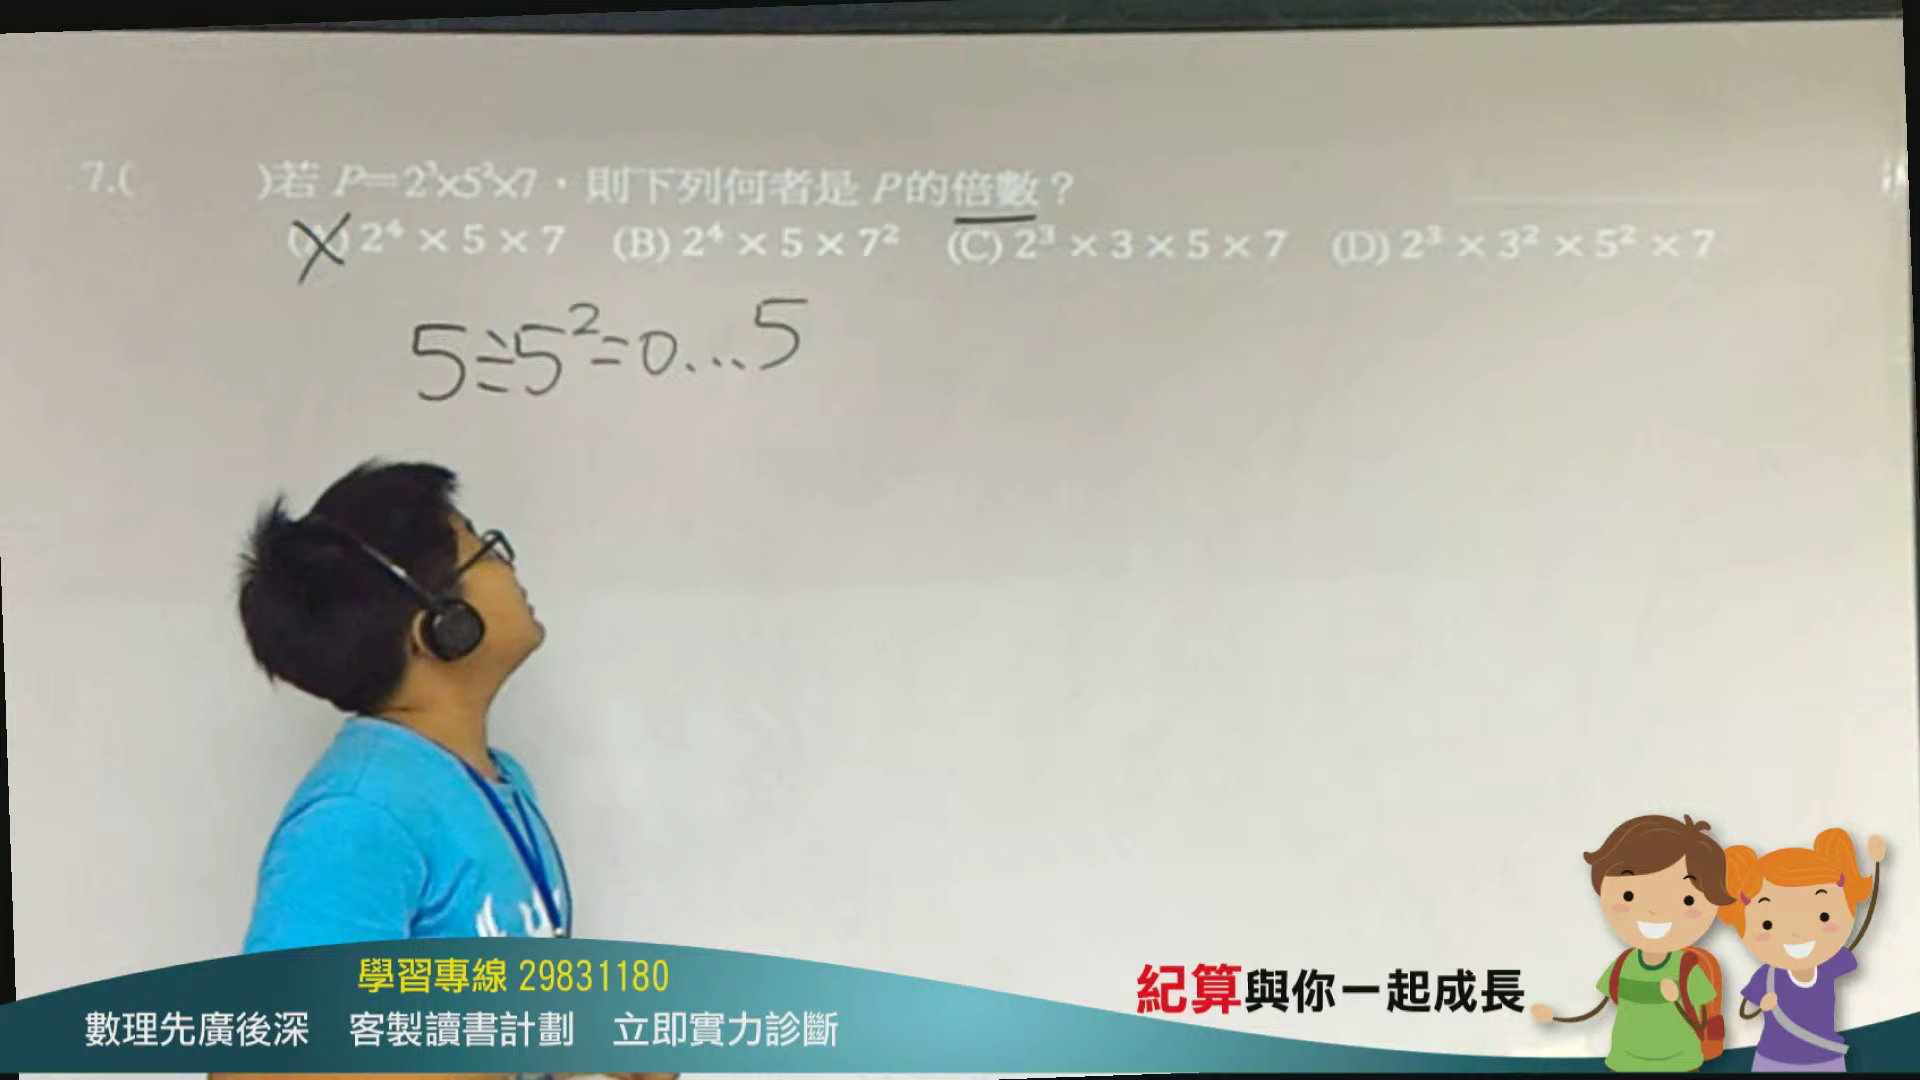 7.( )若 P=2³×5²×7，則下列何者是 P的倍數？
(A) 2⁴ × 5 × 7 (B) 2⁴ × 5 × 7² (C) 2³ × 3 × 5 × 7 (D) 2³ × 3² × 5² × 7
5÷5²=0...5
學習專線 29831180
數理先廣後深 客製讀書計劃 立即實力診斷
紀算與你一起成長